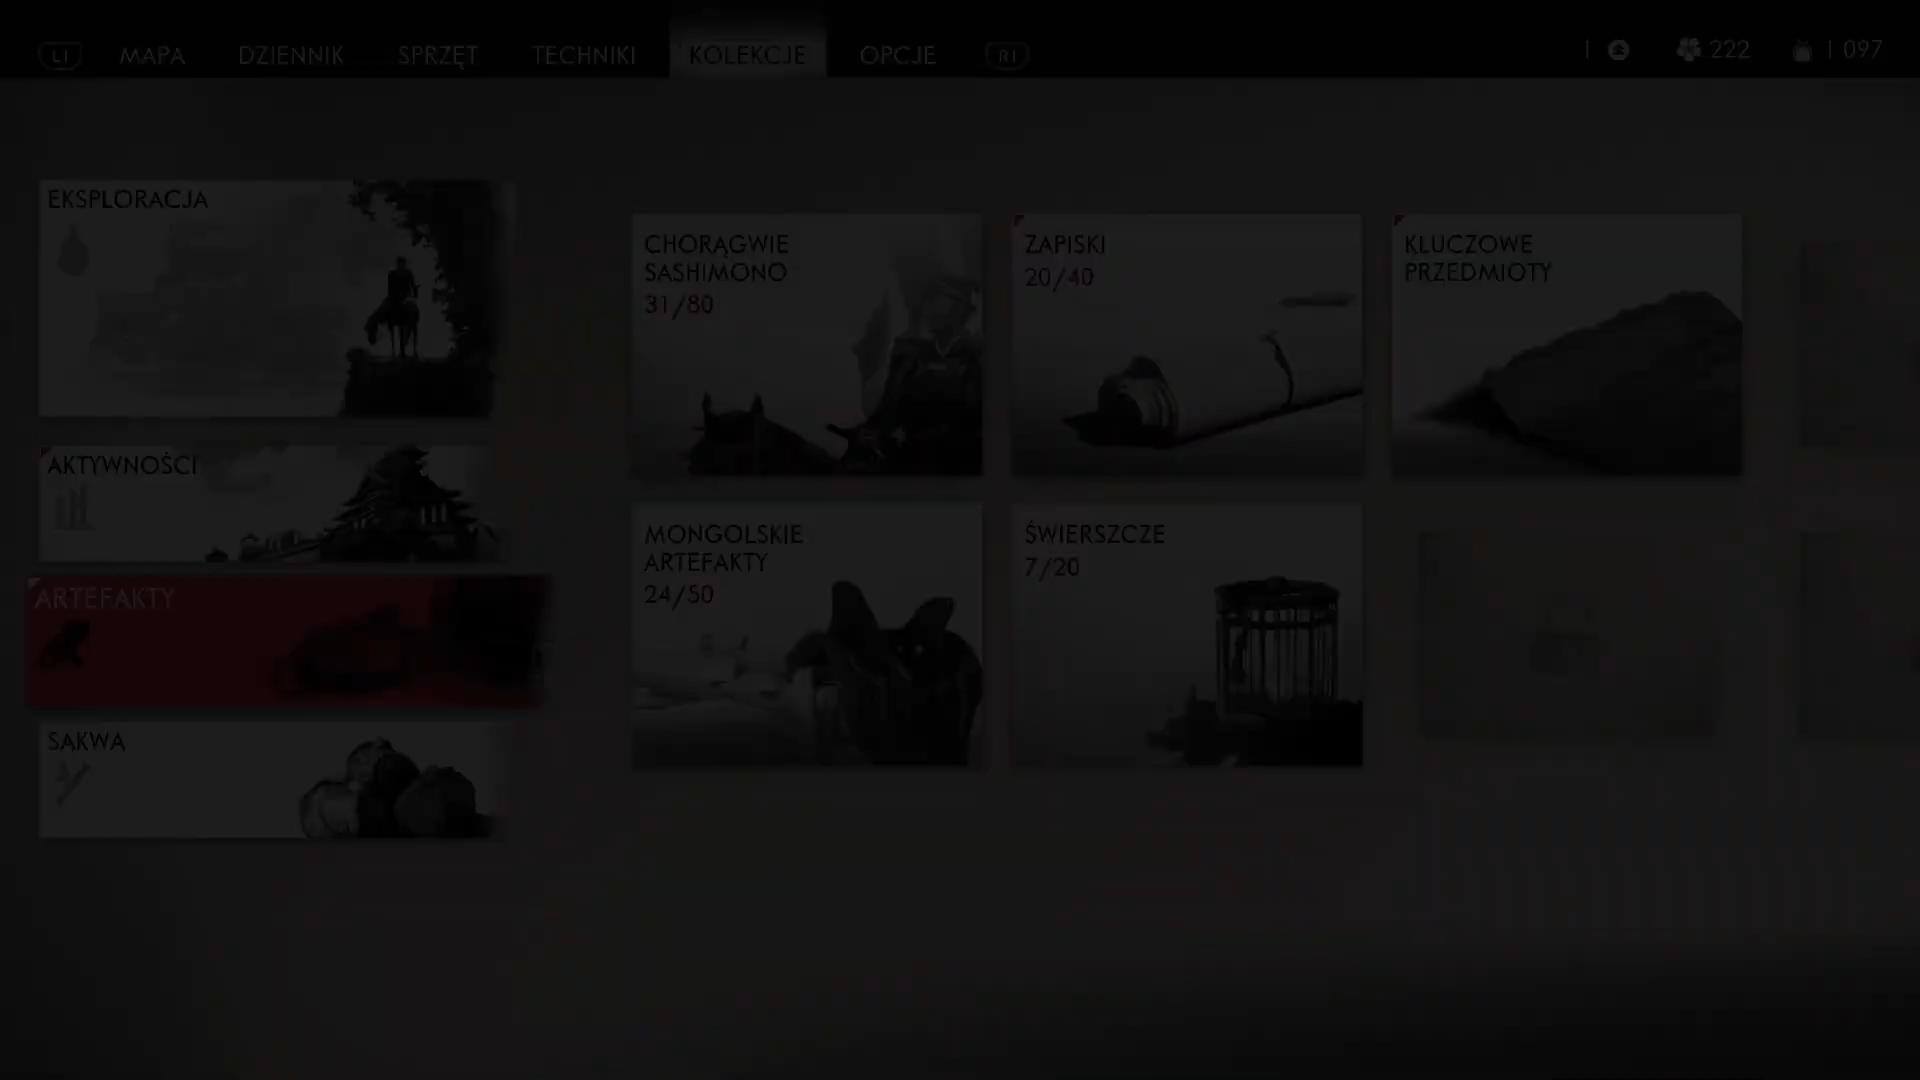 L1 MAPA DZIENNIK SPRZĘT TECHNIKI KOLEKCJE OPCJE R1 1 222 1 097
EKSPLORACJA
AKTYWNOŚCI
ARTEFAKTY
SAKWA
CHORĄGWIE
SASHIMONO
31/80
ZAPISKI
20/40
KLUCZOWE
PRZEDMIOTY
MONGOLSKIE
ARTEFAKTY
24/50
ŚWIERSZCZE
7/20